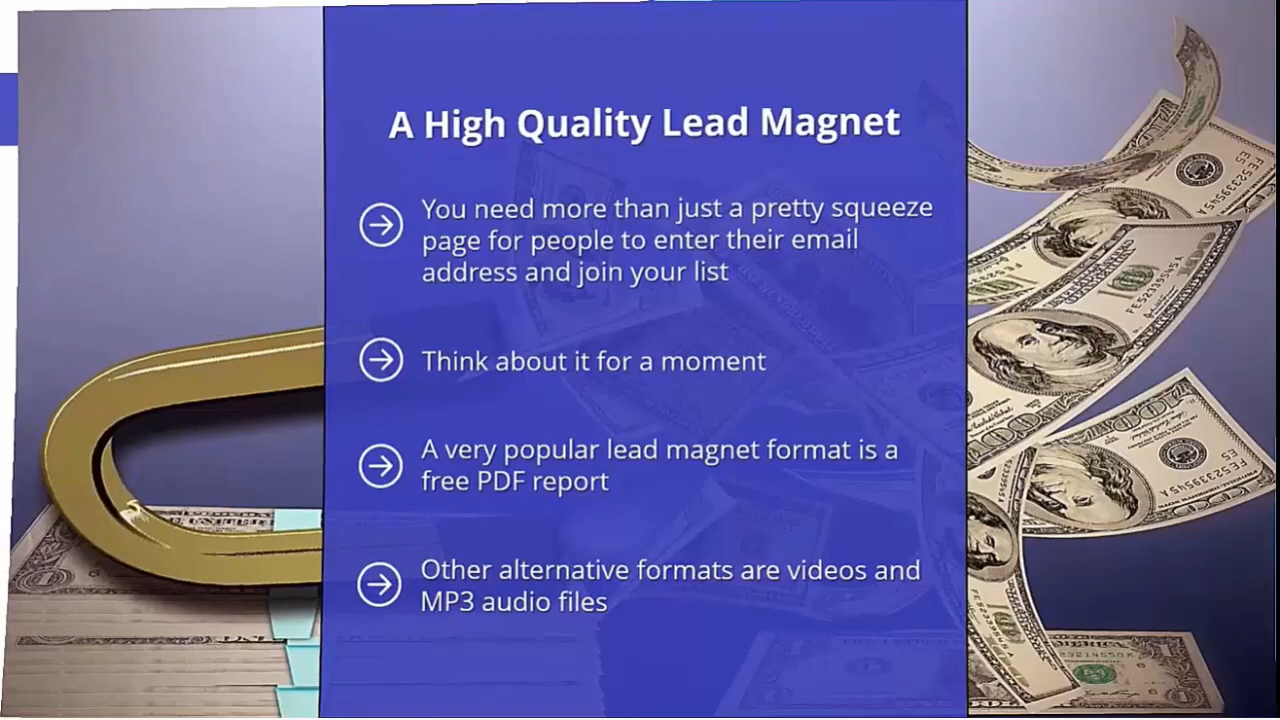 A High Quality Lead Magnet
You need more than just a pretty squeeze
page for people to enter their email
address and join your list
Think about it for a moment
A very popular lead magnet format is a
free PDF report
Other alternative formats are videos and
MP3 audio files